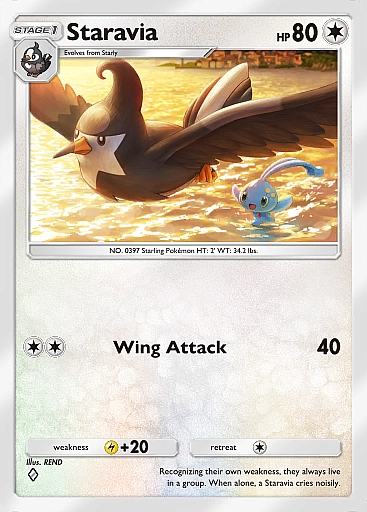 STAGE 1
Staravia
HP 80
Evolves from Starly
NO. 0397 Starling Pokémon HT: 2' WT: 34.2 lbs.
Wing Attack 40
weakness +20 retreat
Illus. REND
Recognizing their own weakness, they always live
in a group. When alone, a Staravia cries noisily.